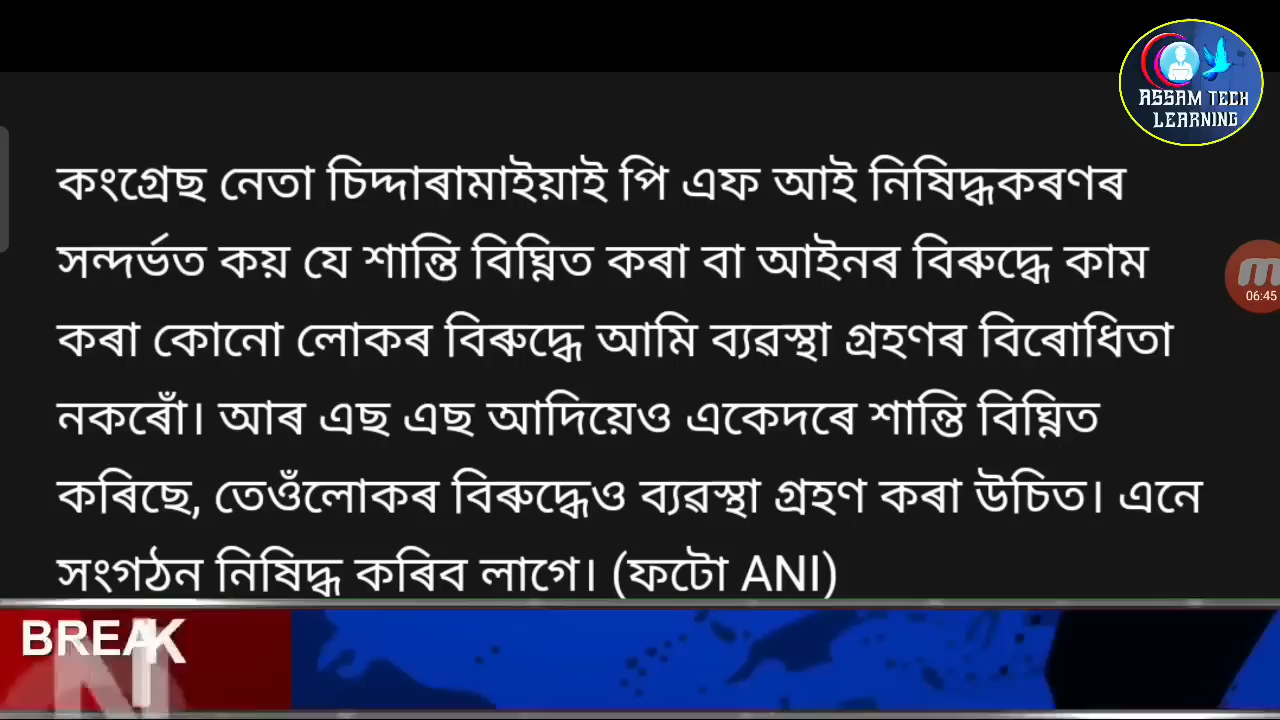 ASSAM TECH
LEARNING
কংগ্ৰেছ নেতা চিদ্দাৰামাইয়াই পি এফ আই নিষিদ্ধকৰণৰ
সন্দৰ্ভত কয় যে শান্তি বিঘ্নিত কৰা বা আইনৰ বিৰুদ্ধে কাম
কৰা কোনো লোকৰ বিৰুদ্ধে আমি ব্যৱস্থা গ্ৰহণৰ বিৰোধিতা
নকৰোঁ। আৰ এছ এছ আদিয়েও একেদৰে শান্তি বিঘ্নিত
কৰিছে, তেওঁলোকৰ বিৰুদ্ধেও ব্যৱস্থা গ্ৰহণ কৰা উচিত। এনে
সংগঠন নিষিদ্ধ কৰিব লাগে। (ফটো ANI)
06:45
BREAK
N